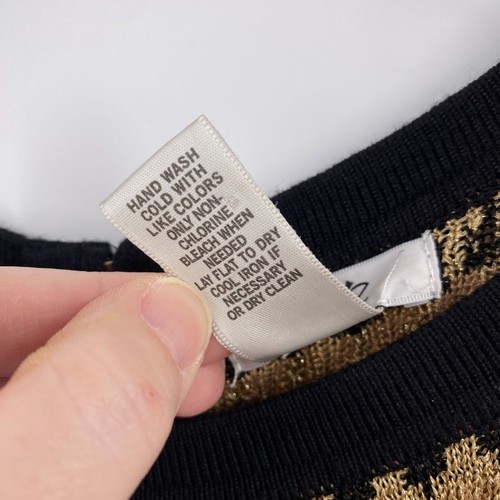 HAND WASH
COLD WITH
LIKE COLORS
ONLY NON-
CHLORINE
BLEACH WHEN
NEEDED
LAY FLAT TO DRY
COOL IRON IF
NECESSARY
OR DRY CLEAN